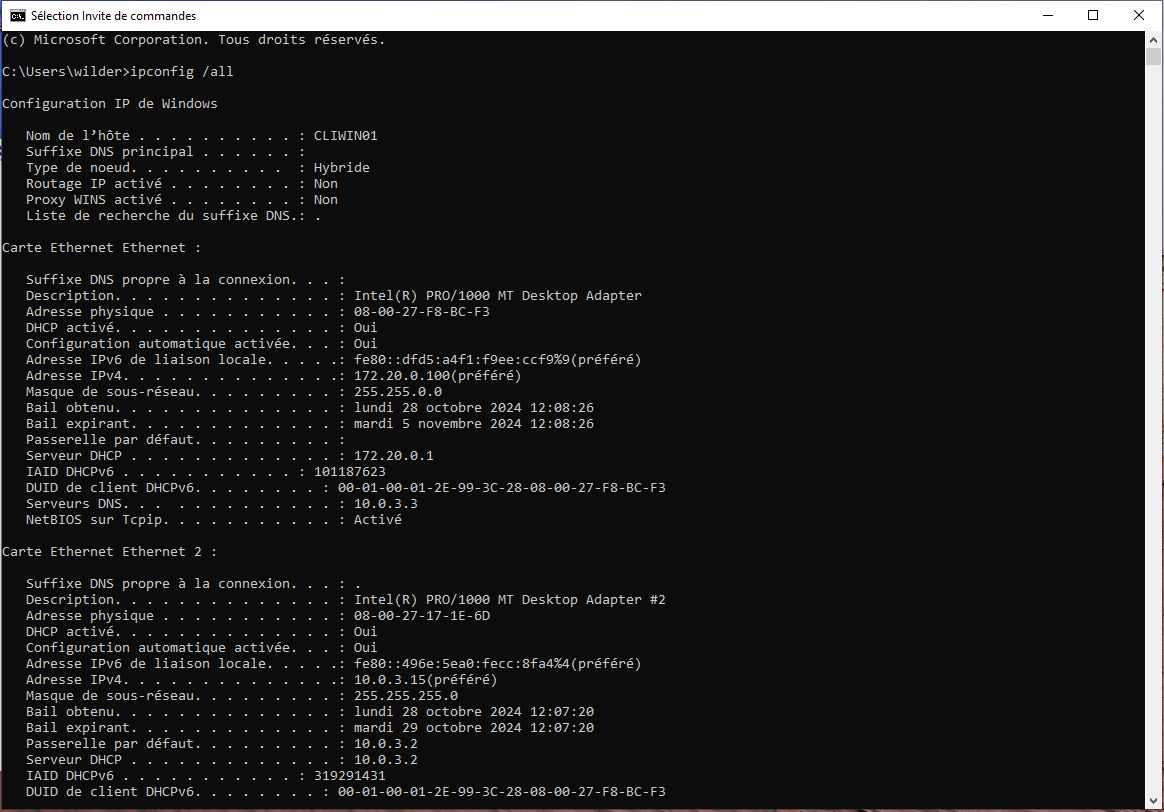 Sélection Invite de commandes
(c) Microsoft Corporation. Tous droits réservés.
C:\Users\wilder>ipconfig /all
Configuration IP de Windows
Nom de l’hôte . . . . . . . . . . : CLIWIN01
Suffixe DNS principal . . . . . . :
Type de noeud. . . . . . . . . .  : Hybride
Routage IP activé . . . . . . . . : Non
Proxy WINS activé . . . . . . . . : Non
Liste de recherche du suffixe DNS.: .
Carte Ethernet Ethernet :
Suffixe DNS propre à la connexion. . . :
Description. . . . . . . . . . . . . . : Intel(R) PRO/1000 MT Desktop Adapter
Adresse physique . . . . . . . . . . . : 08-00-27-F8-BC-F3
DHCP activé. . . . . . . . . . . . . . : Oui
Configuration automatique activée. . . : Oui
Adresse IPv6 de liaison locale. . . . .: fe80::dfd5:a4f1:f9ee:ccf9%9(préféré)
Adresse IPv4. . . . . . . . . . . . . .: 172.20.0.100(préféré)
Masque de sous-réseau. . . . . . . . . : 255.255.0.0
Bail obtenu. . . . . . . . . . . . . . : lundi 28 octobre 2024 12:08:26
Bail expirant. . . . . . . . . . . . . : mardi 5 novembre 2024 12:08:26
Passerelle par défaut. . . . . . . . . :
Serveur DHCP . . . . . . . . . . . . . : 172.20.0.1
IAID DHCPv6 . . . . . . . . . . . : 101187623
DUID de client DHCPv6. . . . . . . . : 00-01-00-01-2E-99-3C-28-08-00-27-F8-BC-F3
Serveurs DNS. . .  . . . . . . . . . . : 10.0.3.3
NetBIOS sur Tcpip. . . . . . . . . . . : Activé
Carte Ethernet Ethernet 2 :
Suffixe DNS propre à la connexion. . . : .
Description. . . . . . . . . . . . . . : Intel(R) PRO/1000 MT Desktop Adapter #2
Adresse physique . . . . . . . . . . . : 08-00-27-17-1E-6D
DHCP activé. . . . . . . . . . . . . . : Oui
Configuration automatique activée. . . : Oui
Adresse IPv6 de liaison locale. . . . .: fe80::496e:5ea0:fecc:8fa4%4(préféré)
Adresse IPv4. . . . . . . . . . . . . .: 10.0.3.15(préféré)
Masque de sous-réseau. . . . . . . . . : 255.255.255.0
Bail obtenu. . . . . . . . . . . . . . : lundi 28 octobre 2024 12:07:20
Bail expirant. . . . . . . . . . . . . : mardi 29 octobre 2024 12:07:20
Passerelle par défaut. . . . . . . . . : 10.0.3.2
Serveur DHCP . . . . . . . . . . . . . : 10.0.3.2
IAID DHCPv6 . . . . . . . . . . . : 319291431
DUID de client DHCPv6. . . . . . . . : 00-01-00-01-2E-99-3C-28-08-00-27-F8-BC-F3